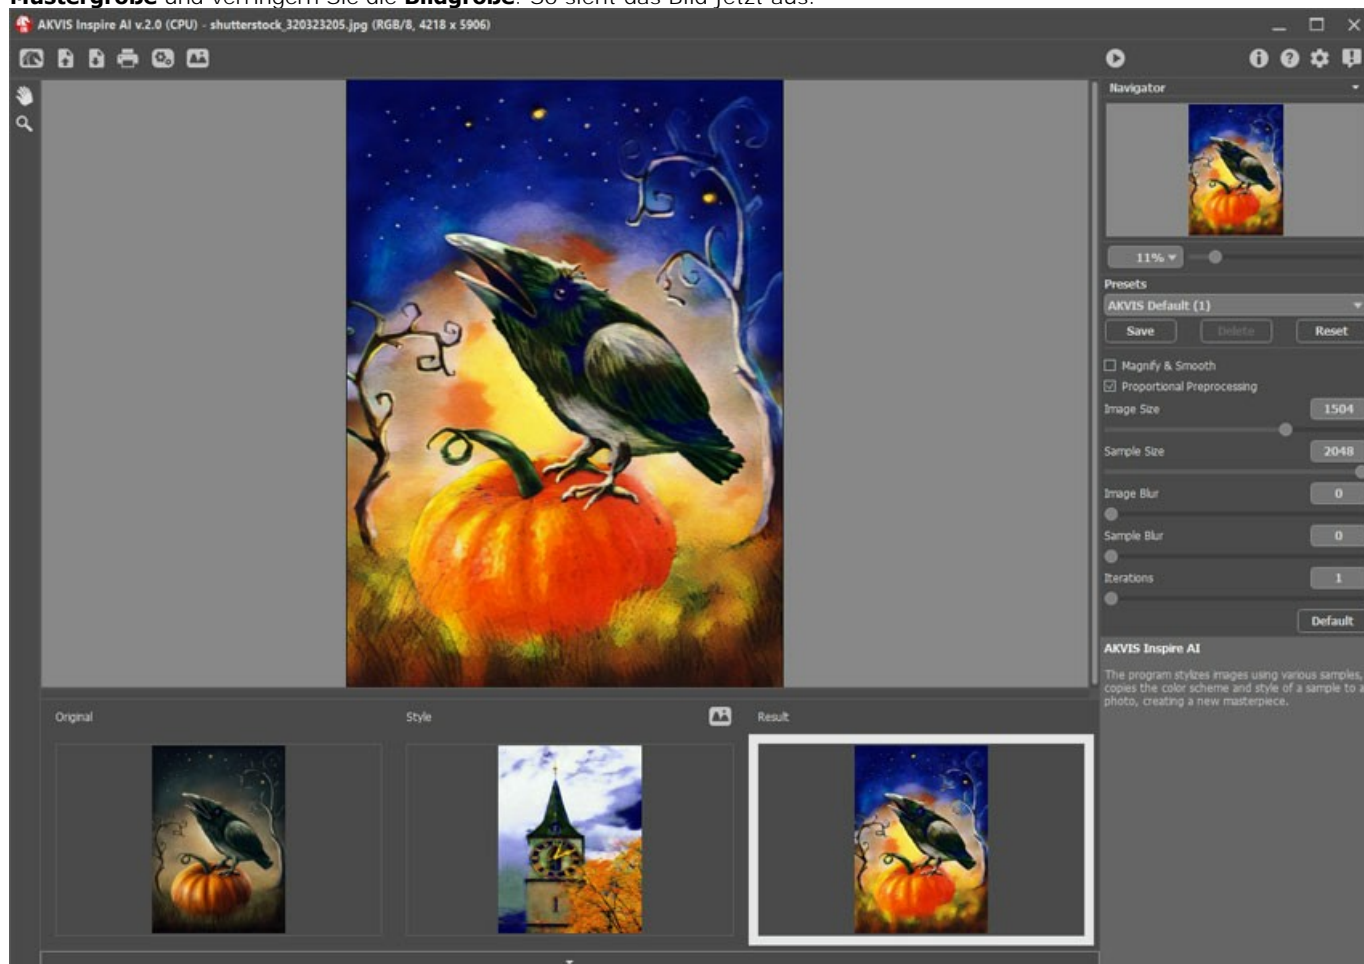 Mustergröße und verringern Sie die Bildgröße. So sieht das Bild jetzt aus:
AKVIS Inspire AI v.2.0 (CPU) - shutterstock_320323205.jpg (RGB/8, 4218 x 5906)
Navigator
11%
Presets
AKVIS Default (1)
Save Delete Reset
Magnify & Smooth
Proportional Preprocessing
Image Size 1504
Sample Size 2048
Image Blur 0
Sample Blur 0
Iterations 1
Default
AKVIS Inspire AI
The program stylizes images using various samples,
copies the color scheme and style of a sample to a
photo, creating a new masterpiece.
Original Style Result